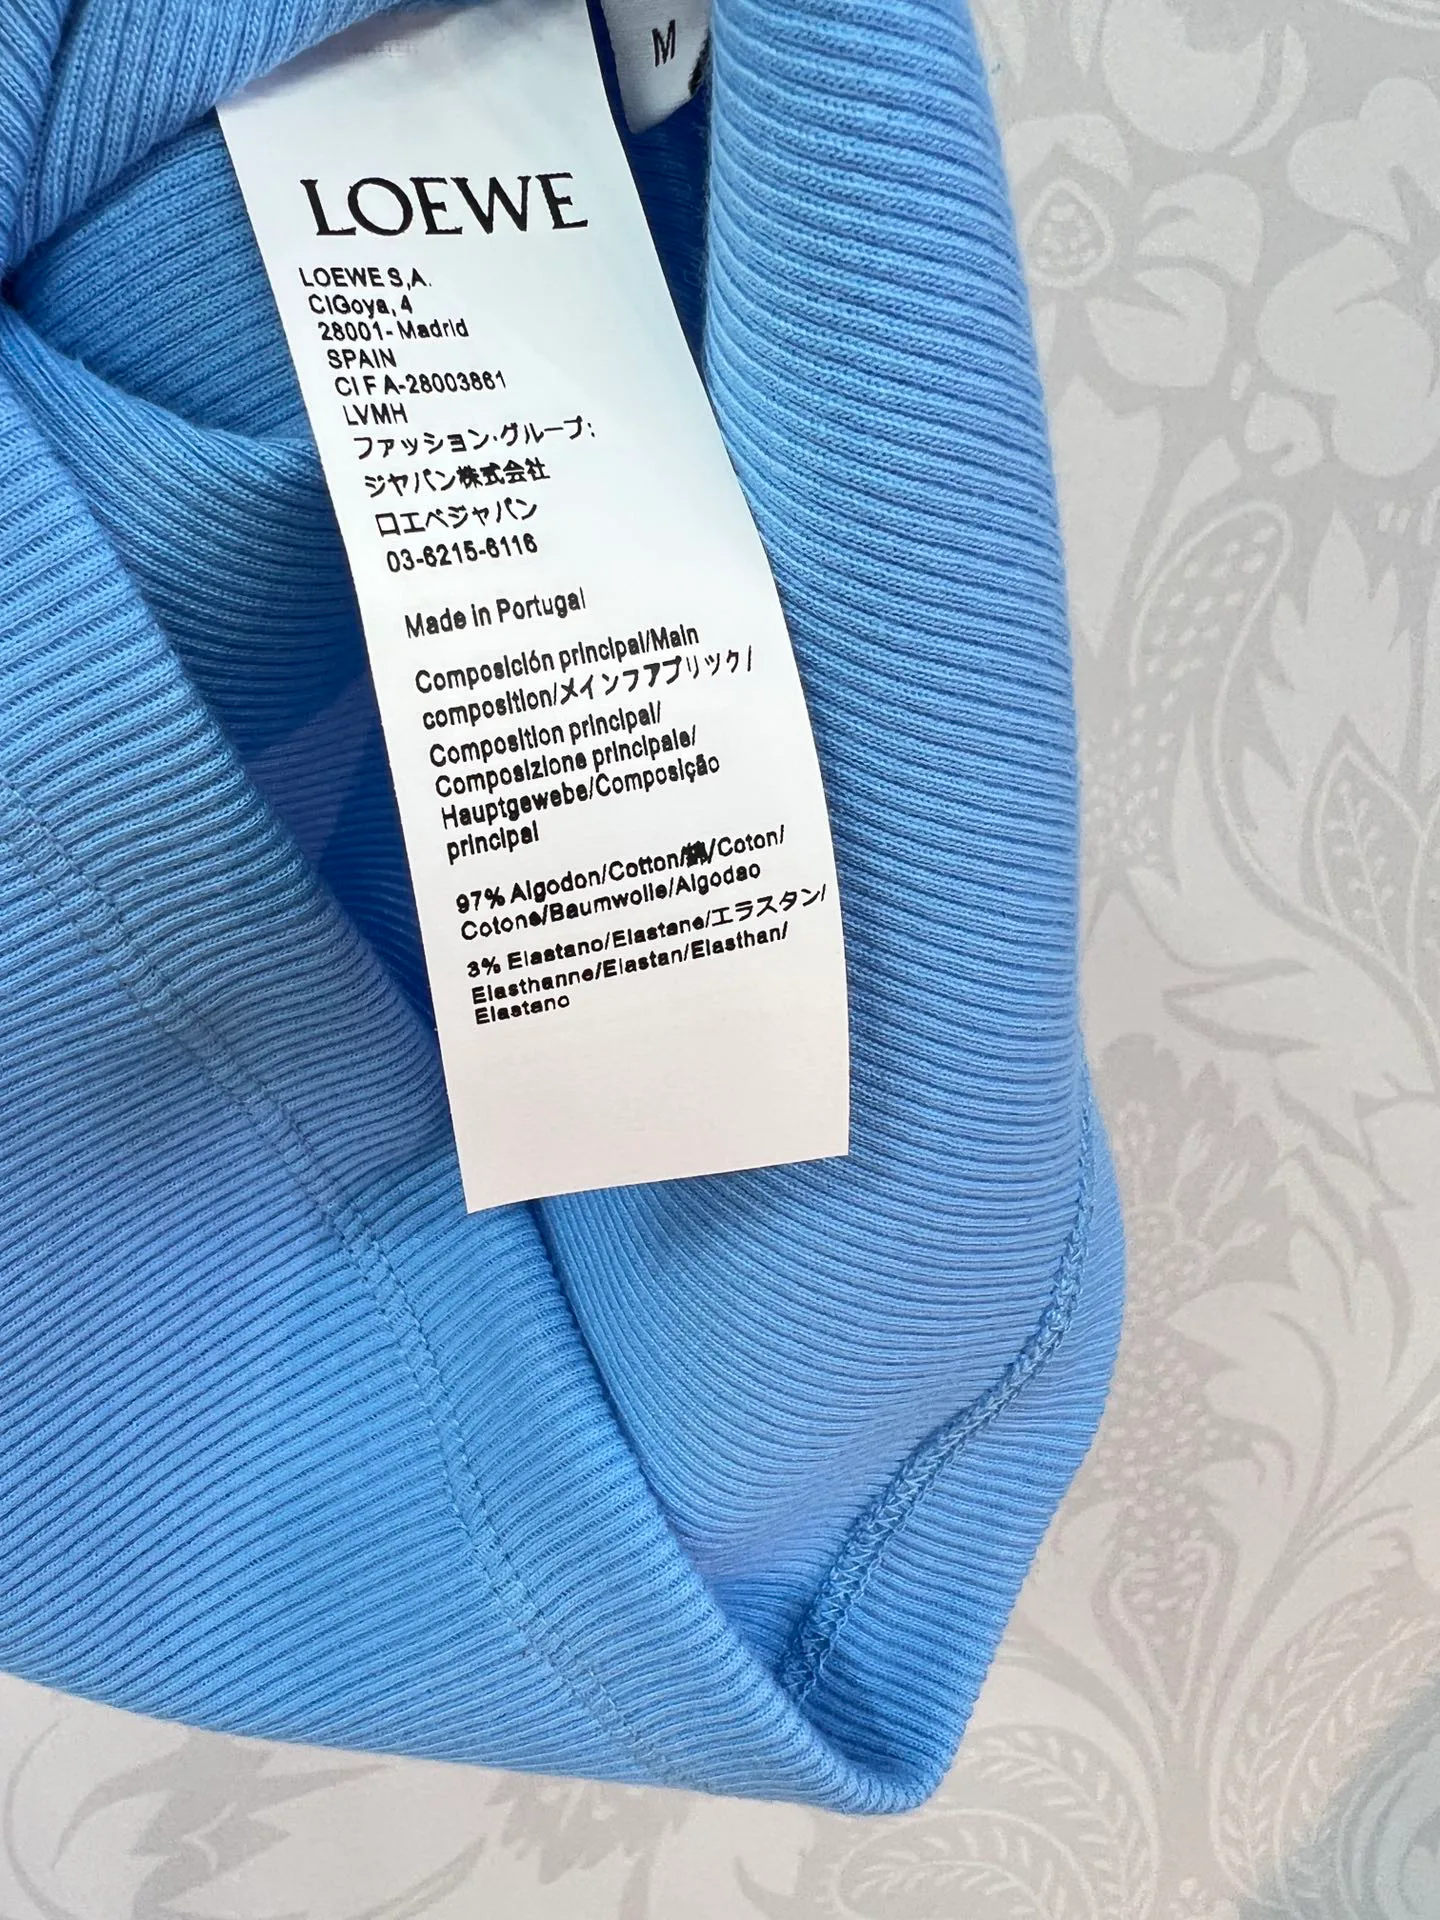 M
LOEWE
LOEWE S,A.
CIGoya, 4
28001- Madrid
SPAIN
CI F A-28003861
LVMH
ファッション·グループ:
ジヤパン株式会社
ロエベジャパン
03-6215-6116
Made in Portugal
Composición principal/Main
composition/メインファブリック/
Composition principal/
Composizione principale/
Hauptgewebe/Composição
principal
97% Algodon/Cotton/綿/Coton/
Cotone/Baumwolle/Algodao
3% Elastano/Elastane/エラスタン/
Elasthanne/Elastan/Elasthan/
Elastano